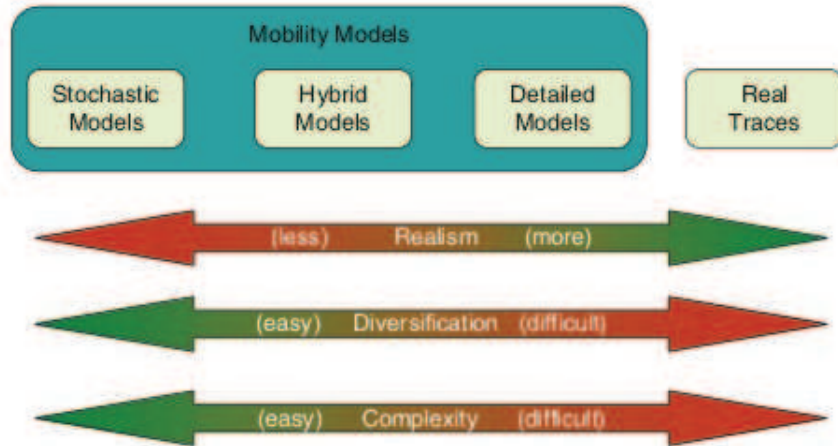 Mobility Models
Stochastic
Models
Hybrid
Models
Detailed
Models
Real
Traces
(less) Realism (more)
(easy) Diversification (difficult)
(easy) Complexity (difficult)